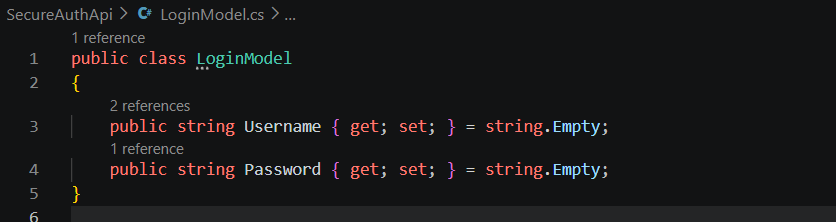 SecureAuthApi > C# LoginModel.cs > ...
1 reference
1 public class LoginModel
2 {
2 references
3 public string Username { get; set; } = string.Empty;
1 reference
4 public string Password { get; set; } = string.Empty;
5 }
6